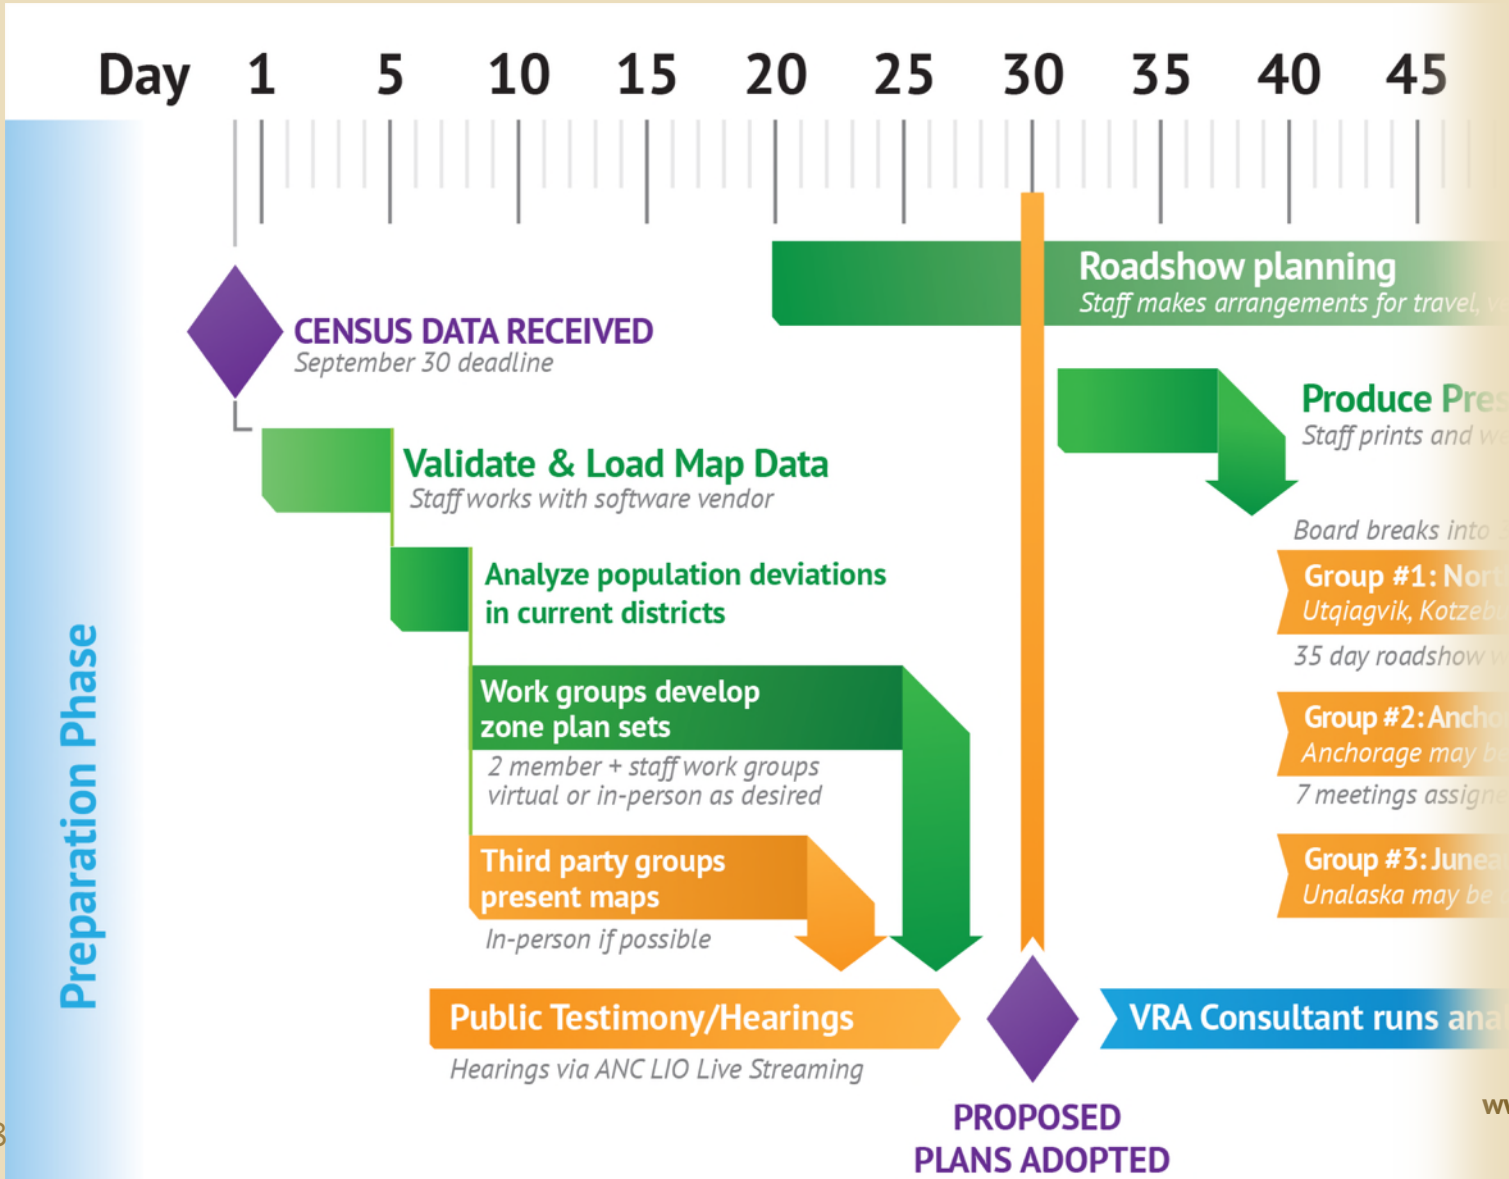 Day 1 5 10 15 20 25 30 35 40 45
Roadshow planning
Staff makes arrangements for travel,
CENSUS DATA RECEIVED
September 30 deadline
Produce
Staff prints and
Validate & Load Map Data
Staff works with software vendor
Board breaks into
Analyze population deviations
in current districts
Group #1:
Utqiagvik,
35 day roadshow
Work groups develop
zone plan sets
2 member + staff work groups
virtual or in-person as desired
Group #2:
Anchorage may
7 meetings
Third party groups
present maps
In-person if possible
Group #3:
Unalaska may be
Public Testimony/Hearings
Hearings via ANC LIO Live Streaming
VRA Consultant runs
PROPOSED
PLANS ADOPTED
Preparation Phase